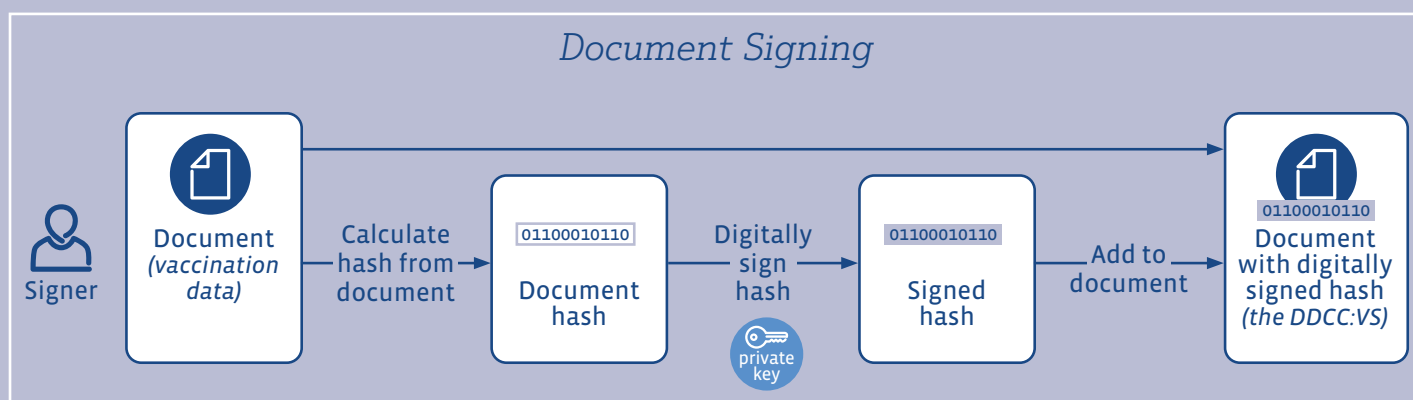 Document Signing
Signer
Document
(vaccination
data)
Calculate
hash from
document
01100010110
Document
hash
Digitally
sign
hash
private
key
01100010110
Signed
hash
Add to
document
01100010110
Document
with digitally
signed hash
(the DDCC:VS)